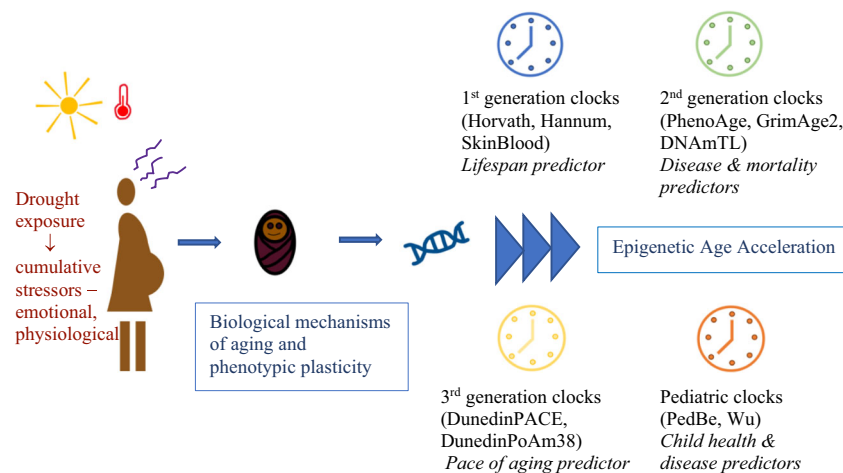 Drought
exposure
↓
cumulative
stressors –
emotional,
physiological
Biological mechanisms
of aging and
phenotypic plasticity
1st generation clocks
(Horvath, Hannum,
SkinBlood)
Lifespan predictor
2nd generation clocks
(PhenoAge, GrimAge2,
DNAmTL)
Disease & mortality
predictors
Epigenetic Age Acceleration
3rd generation clocks
(DunedinPACE,
DunedinPoAm38)
Pace of aging predictor
Pediatric clocks
(PedBe, Wu)
Child health &
disease predictors